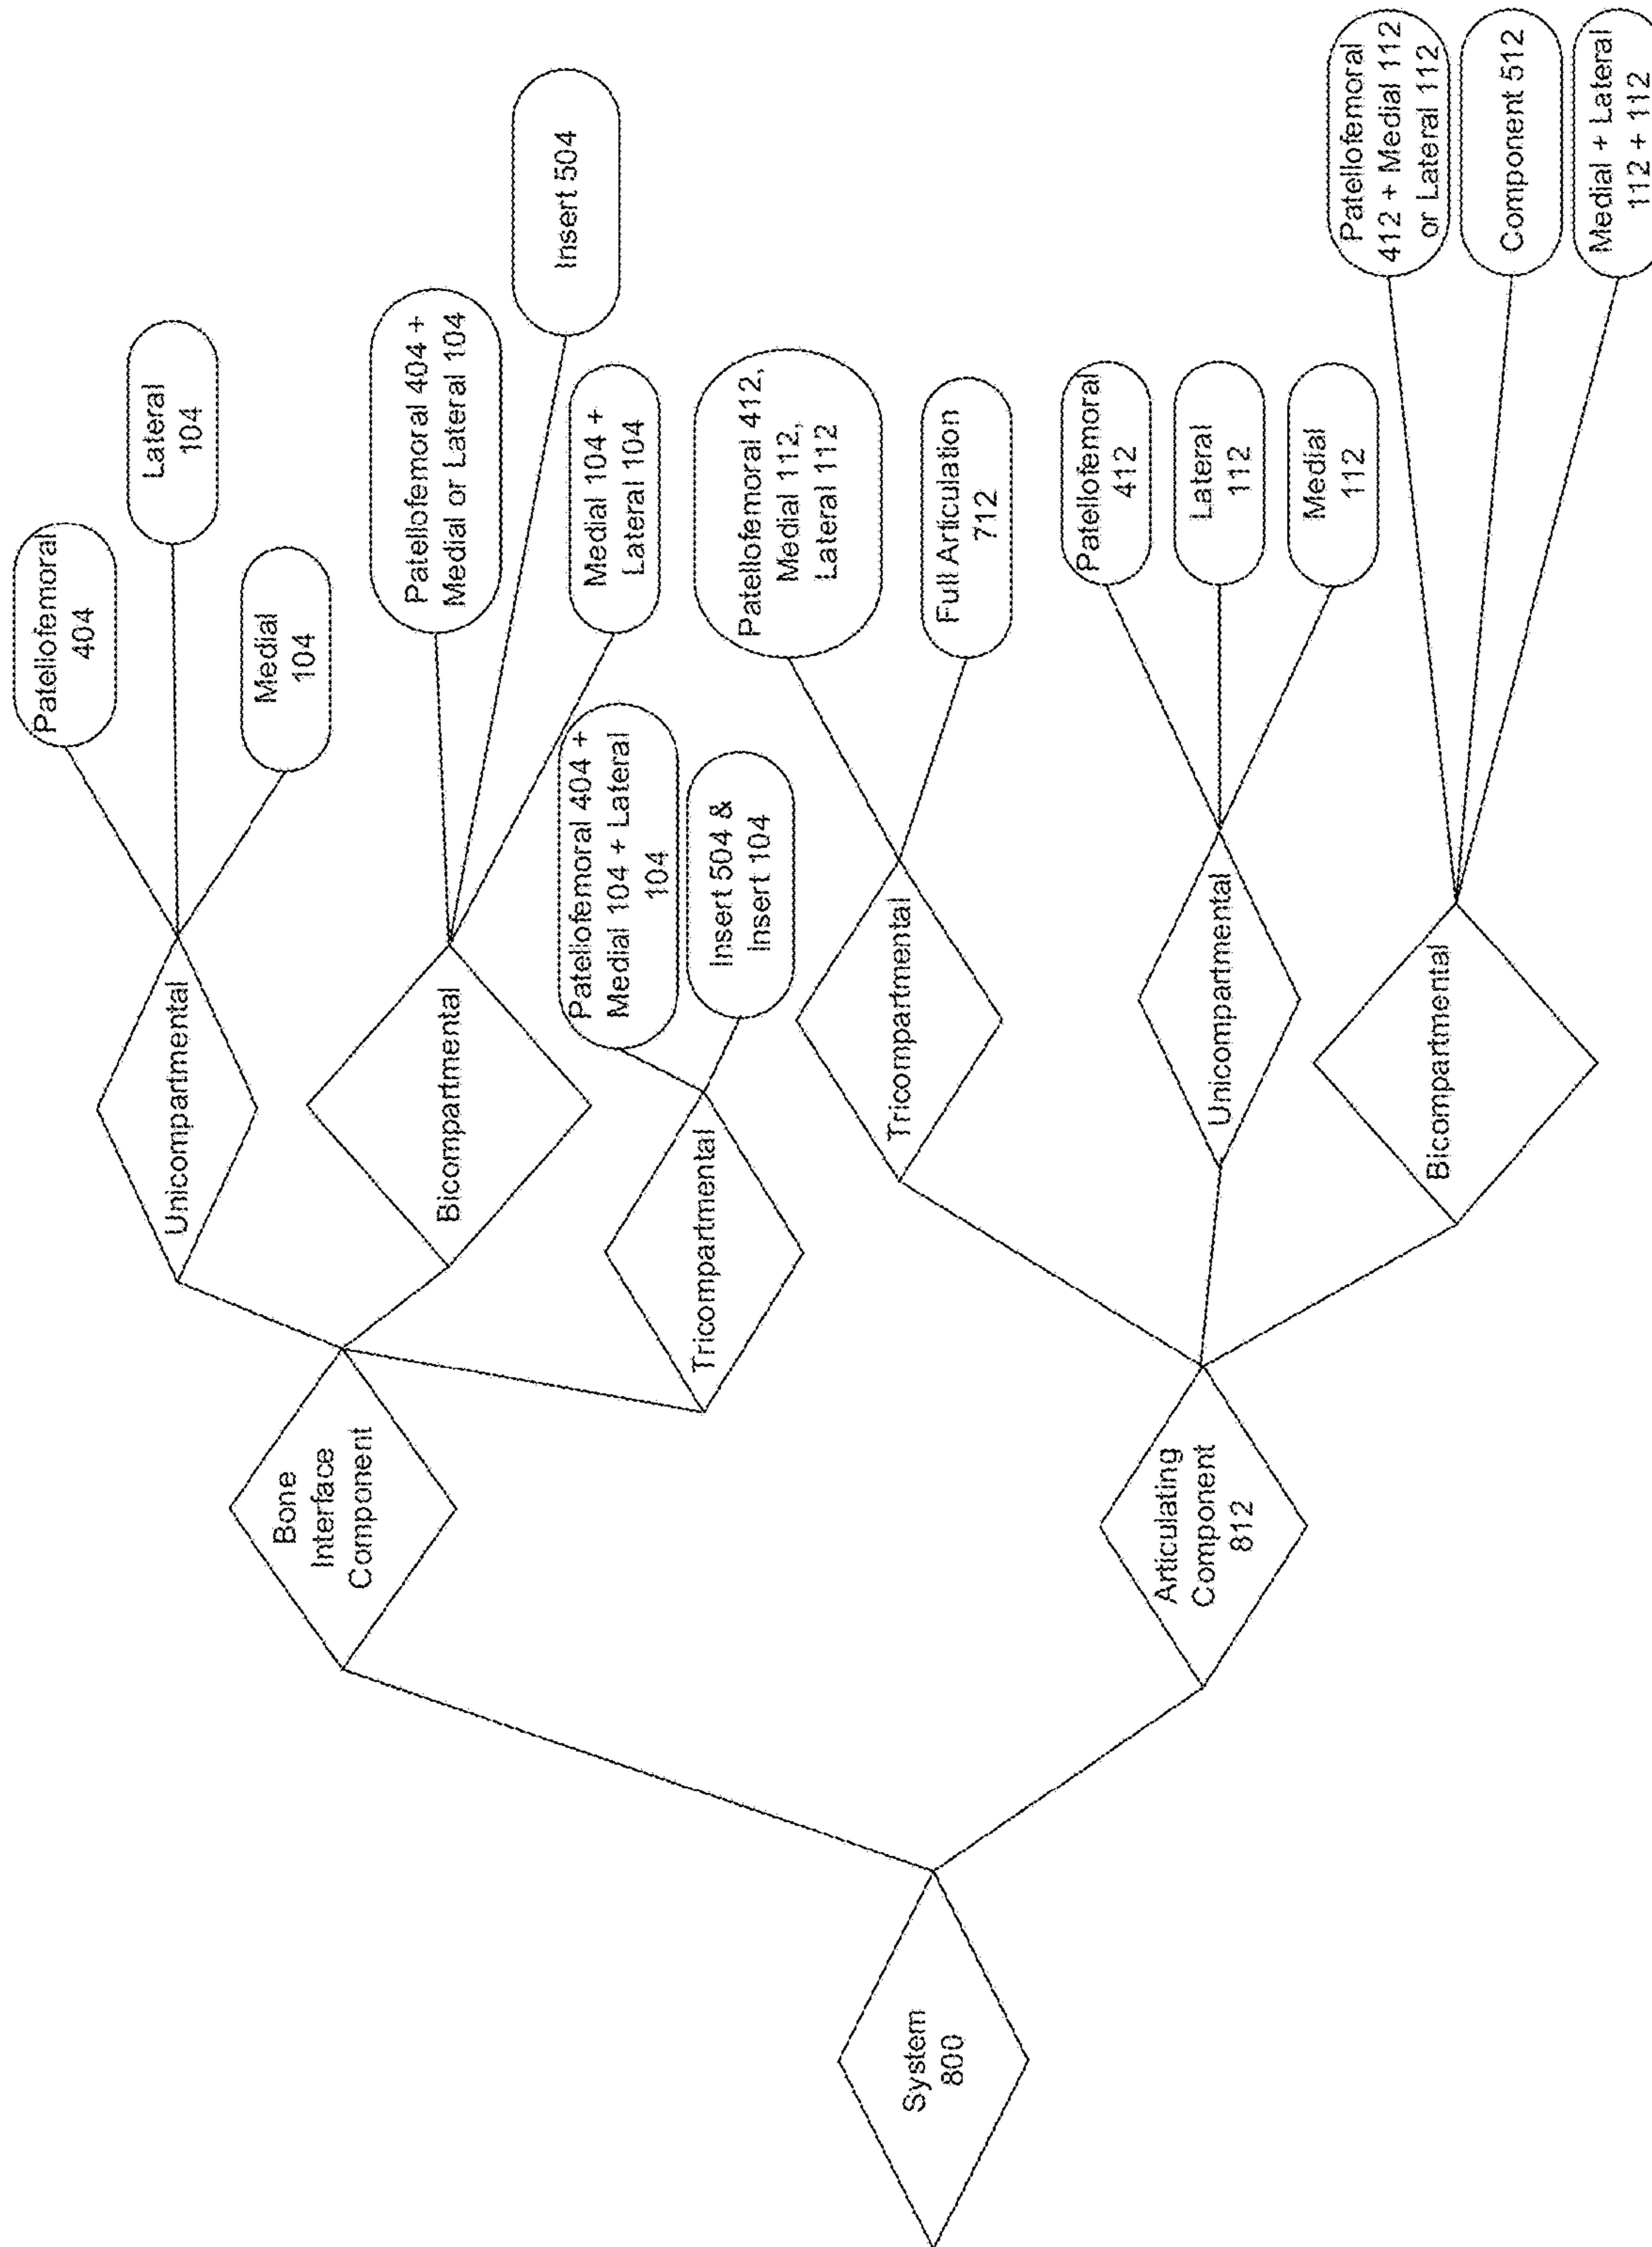 System
800
Bone
Interface
Component
Unicompartmental
Patellofemoral
404
Lateral
104
Medial
104
Bicompartmental
Patellofemoral 404 +
Medial or Lateral 104
Insert 504
Medial 104 +
Lateral 104
Tricompartmental
Patellofemoral 404 +
Medial 104 + Lateral
104
Insert 504 &
Insert 104
Articulating
Component
812
Tricompartmental
Patellofemoral 412,
Medial 112,
Lateral 112
Full Articulation
712
Unicompartmental
Patellofemoral
412
Lateral
112
Medial
112
Bicompartmental
Patellofemoral
412 + Medial 112
or Lateral 112
Component 512
Medial + Lateral
112 + 112